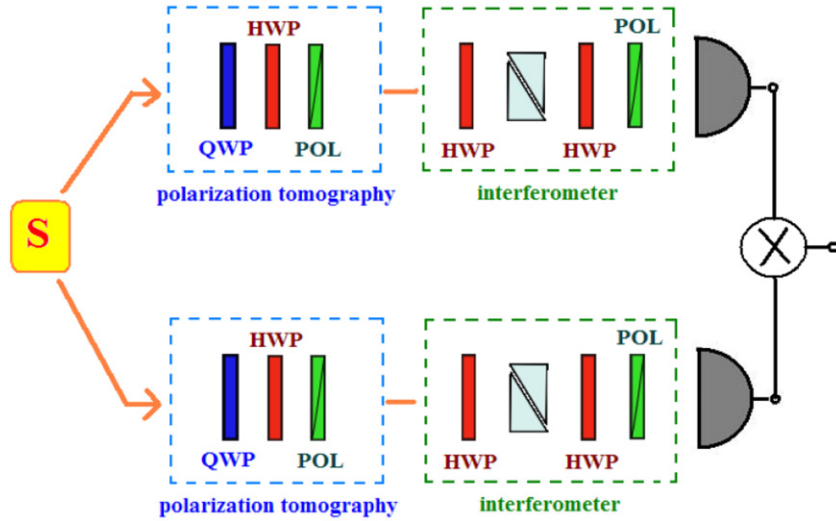 HWP
POL
QWP
POL
HWP
HWP
polarization tomography
interferometer
S
HWP
POL
QWP
POL
HWP
HWP
polarization tomography
interferometer